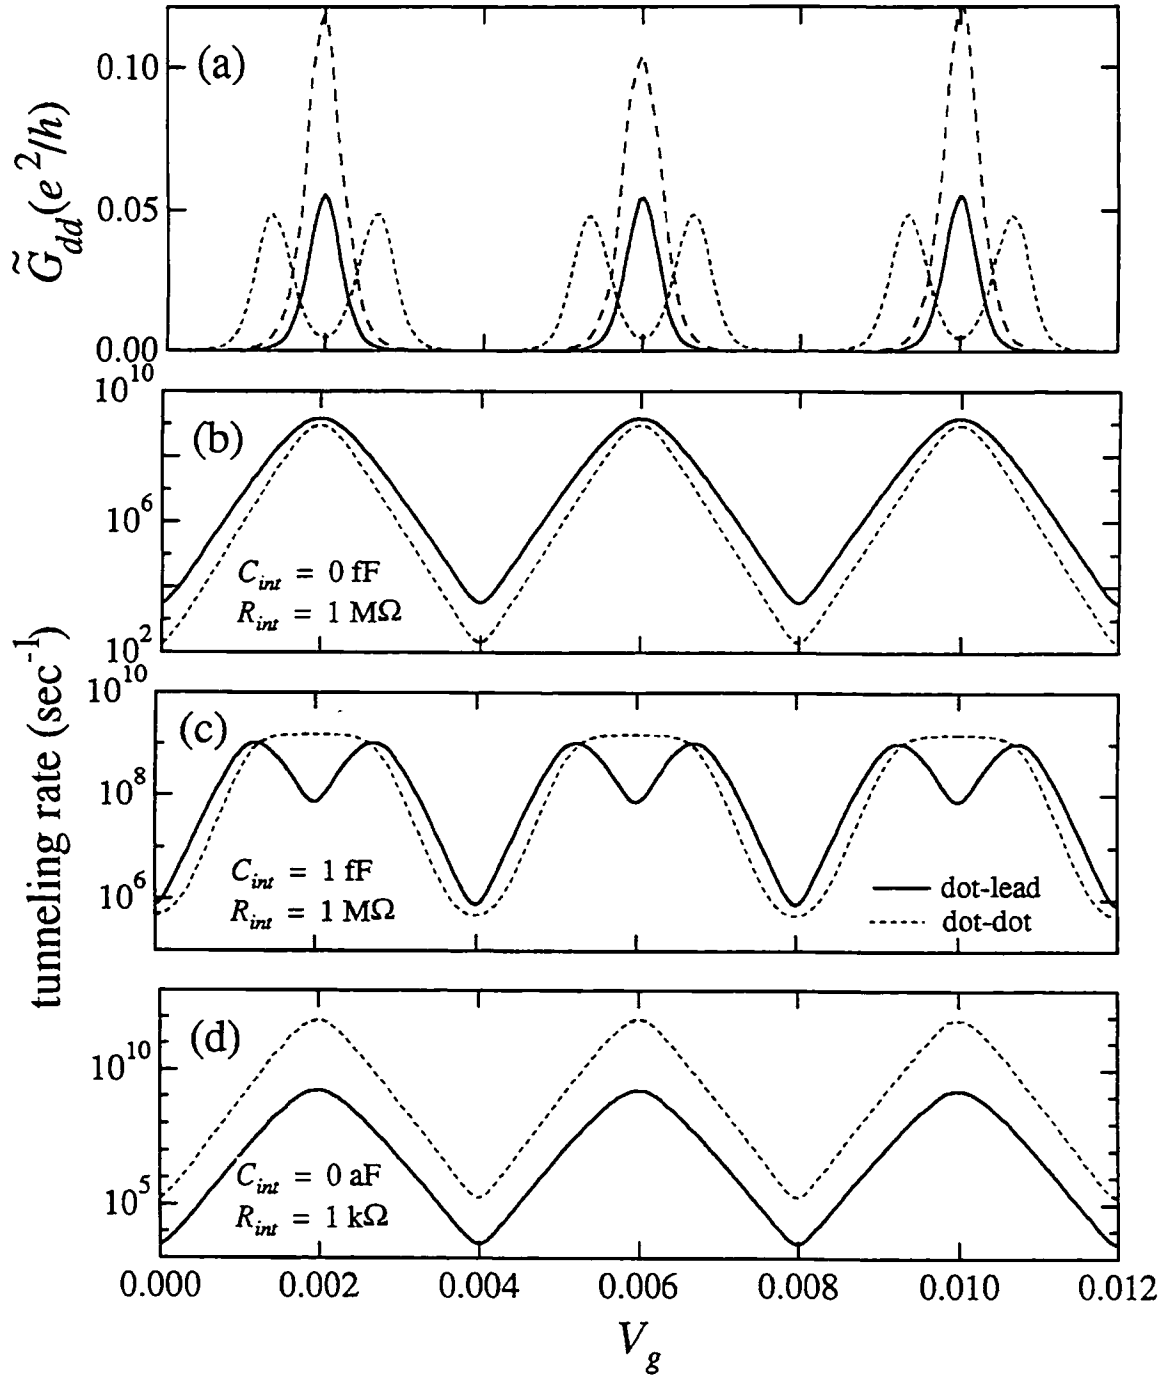 (a)
0.10
0.05
0.00
G̃dd(e²/h)
10¹⁰
(b)
10⁶
10²
Cint = 0 fF
Rint = 1 MΩ
tunneling rate (sec⁻¹)
10¹⁰
(c)
10⁸
10⁶
Cint = 1 fF
Rint = 1 MΩ
dot-lead
dot-dot
(d)
10¹⁰
10⁵
Cint = 0 aF
Rint = 1 kΩ
0.000 0.002 0.004 0.006 0.008 0.010 0.012
Vg